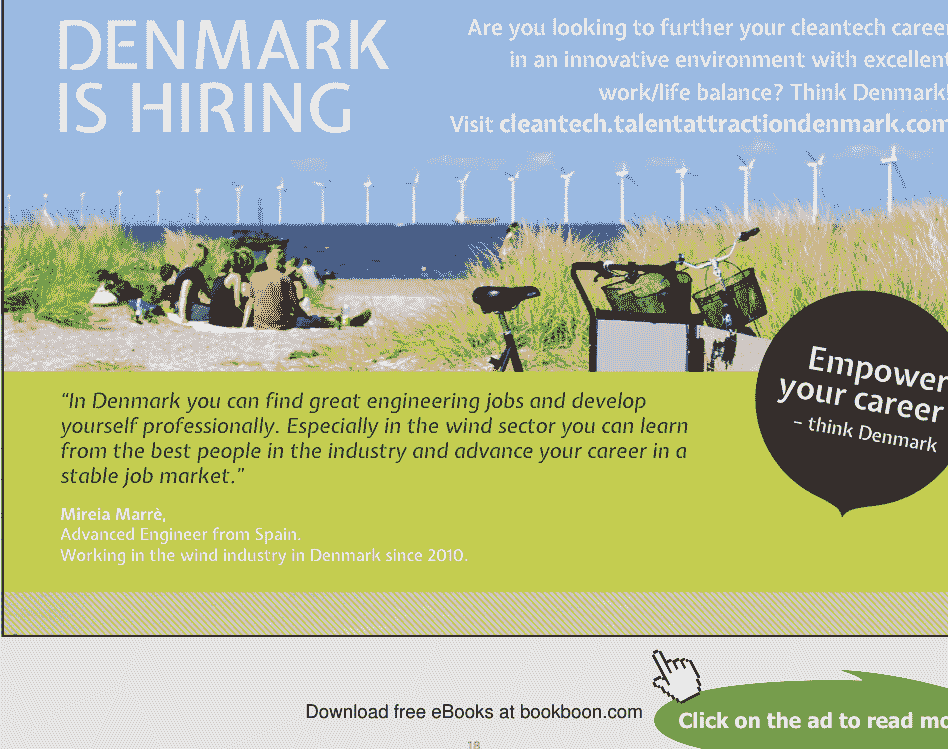 DENMARK
IS HIRING
Are you looking to further your cleantech career
in an innovative environment with excellent
work/life balance? Think Denmark!
Visit cleantech.talentattractiondenmark.com
"In Denmark you can find great engineering jobs and develop
yourself professionally. Especially in the wind sector you can learn
from the best people in the industry and advance your career in a
stable job market."
Mireia Marrè,
Advanced Engineer from Spain.
Working in the wind industry in Denmark since 2010.
Empower
your career
– think Denmark
Download free eBooks at bookboon.com
Click on the ad to read mo
18